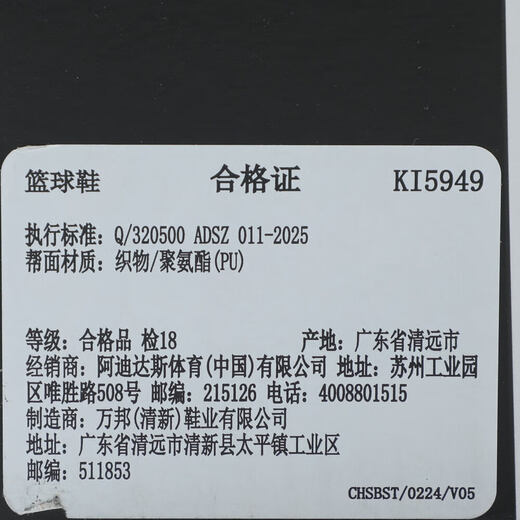 篮球鞋 合格证 KI5949
执行标准: Q/320500 ADSZ 011-2025
帮面材质: 织物/聚氨酯(PU)
等级: 合格品 检18 产地: 广东省清远市
经销商: 阿迪达斯体育(中国)有限公司 地址: 苏州工业园
区唯胜路508号 邮编: 215126 电话: 4008801515
制造商: 万邦(清新)鞋业有限公司
地址: 广东省清远市清新县太平镇工业区
邮编: 511853
CHSBST/0224/V05